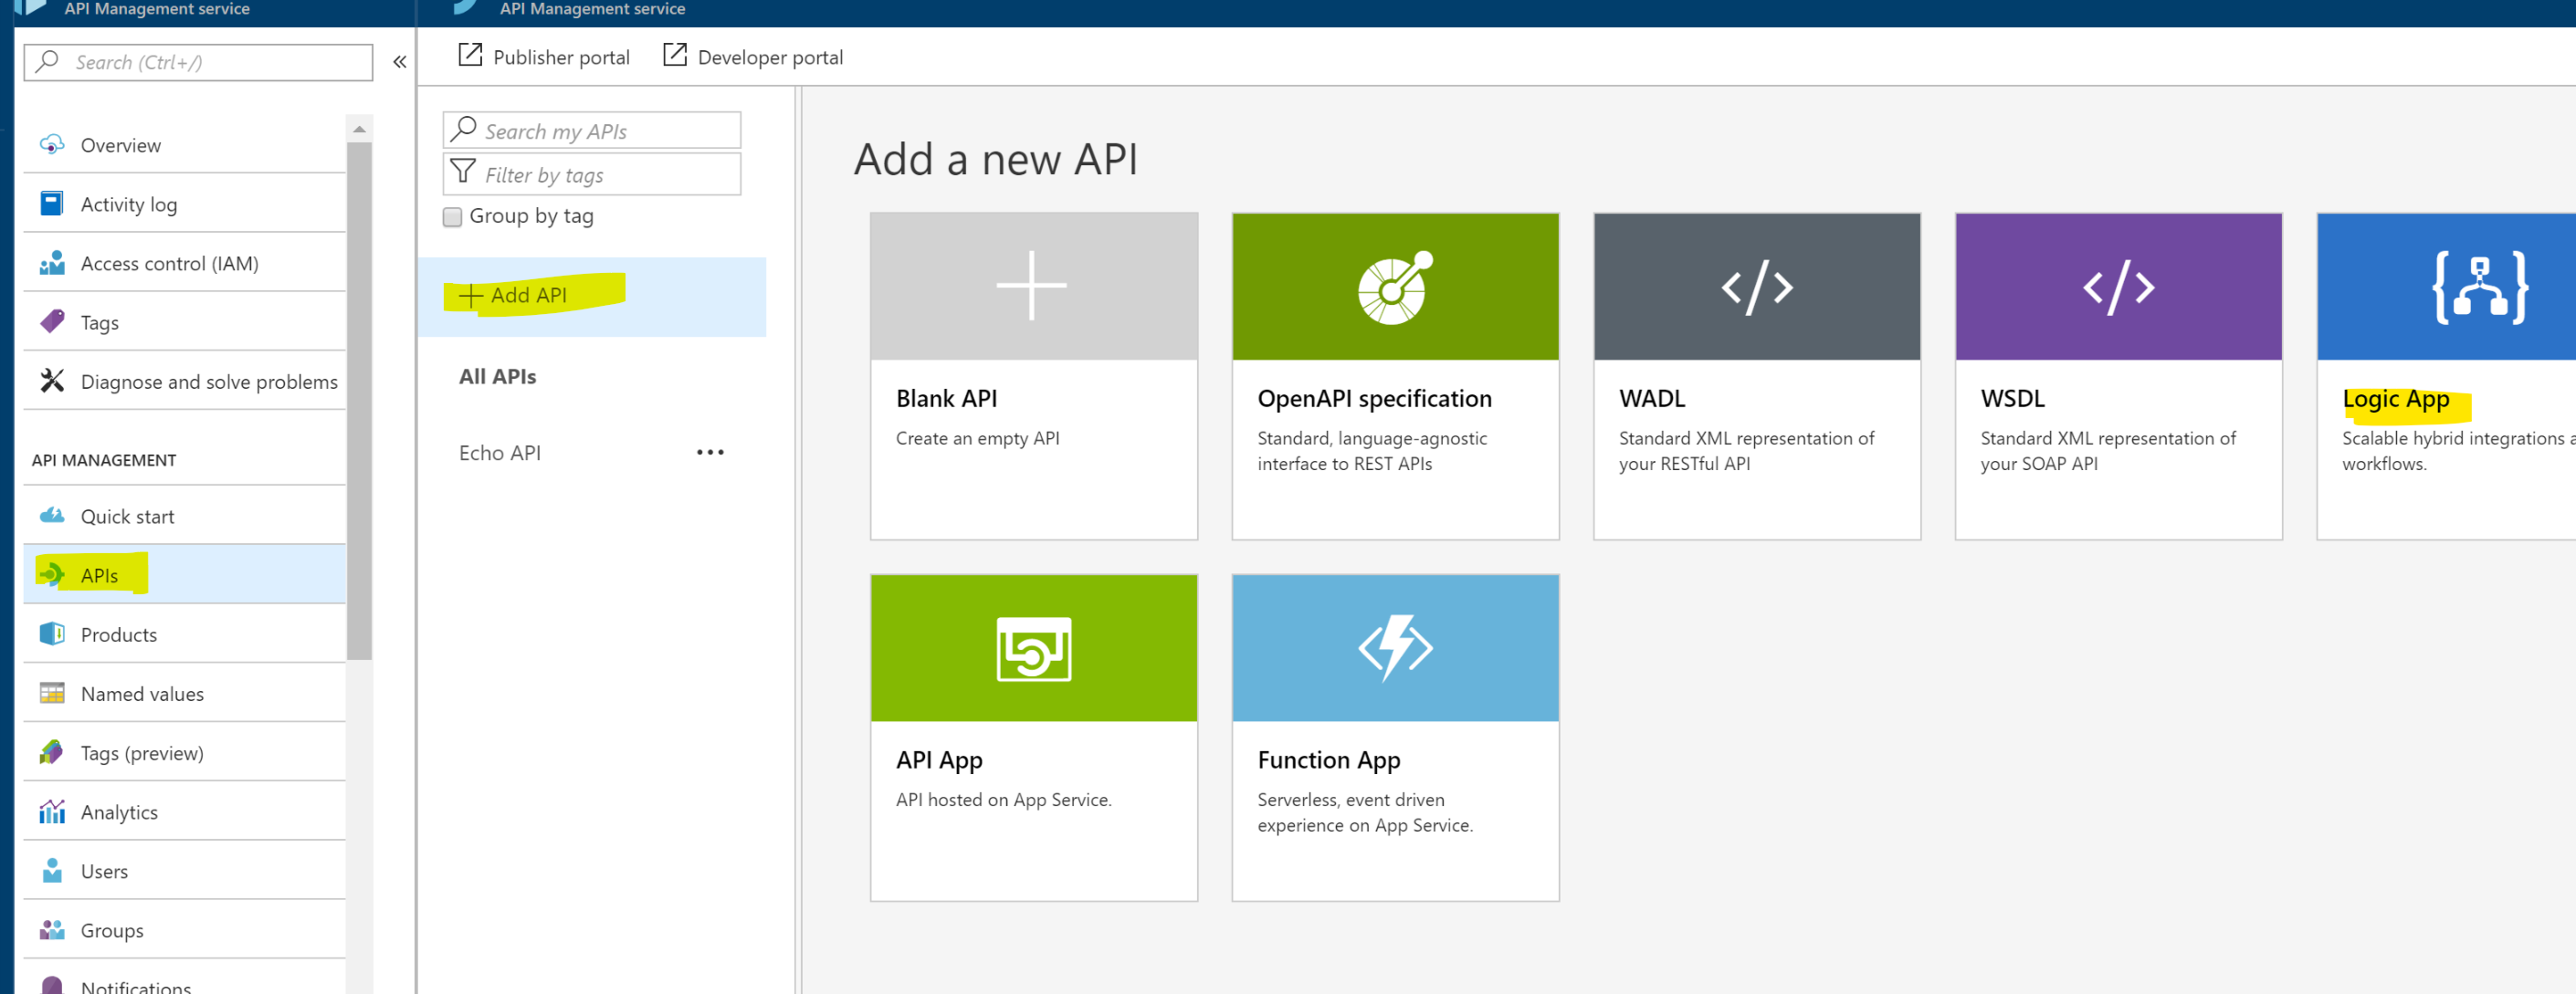 API Management service
API Management service
Search (Ctrl+/)
«
Publisher portal
Developer portal
Overview
Activity log
Access control (IAM)
Tags
Diagnose and solve problems
API MANAGEMENT
Quick start
APIs
Products
Named values
Tags (preview)
Analytics
Users
Groups
Notifications
Search my APIs
Filter by tags
Group by tag
Add API
All APIs
Echo API
Add a new API
Blank API
Create an empty API
OpenAPI specification
Standard, language-agnostic
interface to REST APIs
WADL
Standard XML representation of
your RESTful API
WSDL
Standard XML representation of
your SOAP API
Logic App
Scalable hybrid integrations
workflows.
API App
API hosted on App Service.
Function App
Serverless, event driven
experience on App Service.